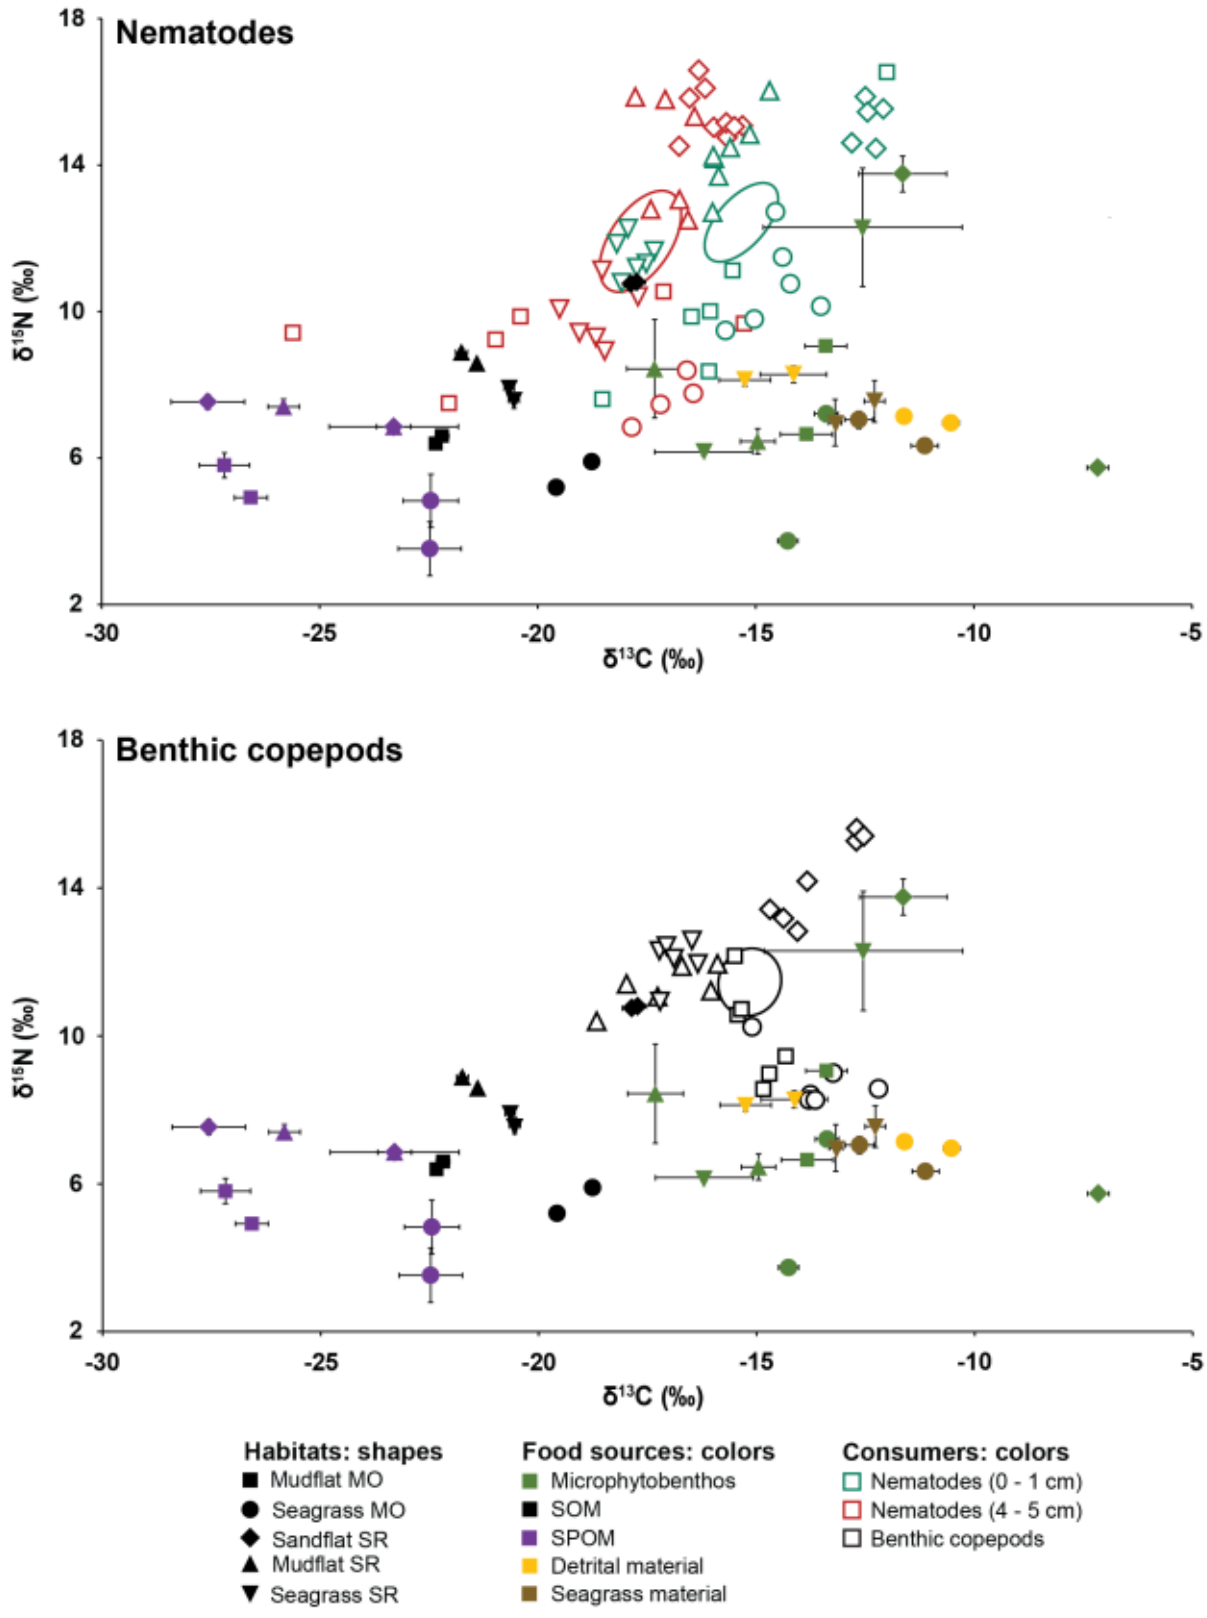 Nematodes
18
14
10
6
2
δ¹⁵N (‰)
-30 -25 -20 -15 -10 -5
δ¹³C (‰)
Benthic copepods
18
14
10
6
2
δ¹⁵N (‰)
-30 -25 -20 -15 -10 -5
δ¹³C (‰)
Habitats: shapes
Mudflat MO
Seagrass MO
Sandflat SR
Mudflat SR
Seagrass SR
Food sources: colors
Microphytobenthos
SOM
SPOM
Detrital material
Seagrass material
Consumers: colors
Nematodes (0 - 1 cm)
Nematodes (4 - 5 cm)
Benthic copepods